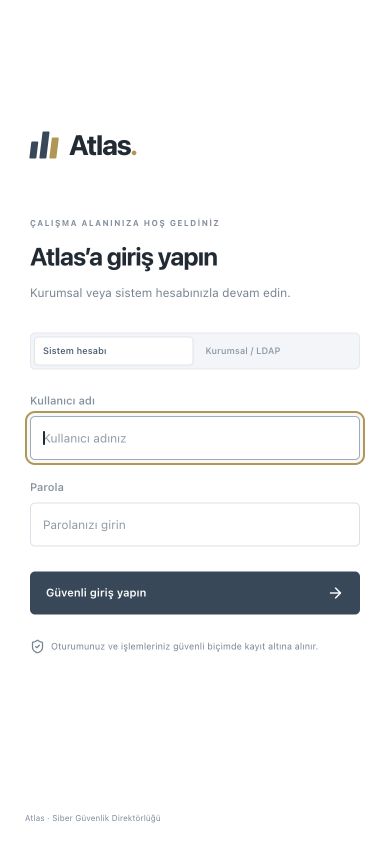 Atlas.
ÇALIŞMA ALANINIZA HOŞ GELDİNİZ
Atlas’a giriş yapın
Kurumsal veya sistem hesabınızla devam edin.
Sistem hesabı
Kurumsal / LDAP
Kullanıcı adı
Kullanıcı adınız
Parola
Parolanızı girin
Güvenli giriş yapın
Oturumunuz ve işlemleriniz güvenli biçimde kayıt altına alınır.
Atlas · Siber Güvenlik Direktörlüğü